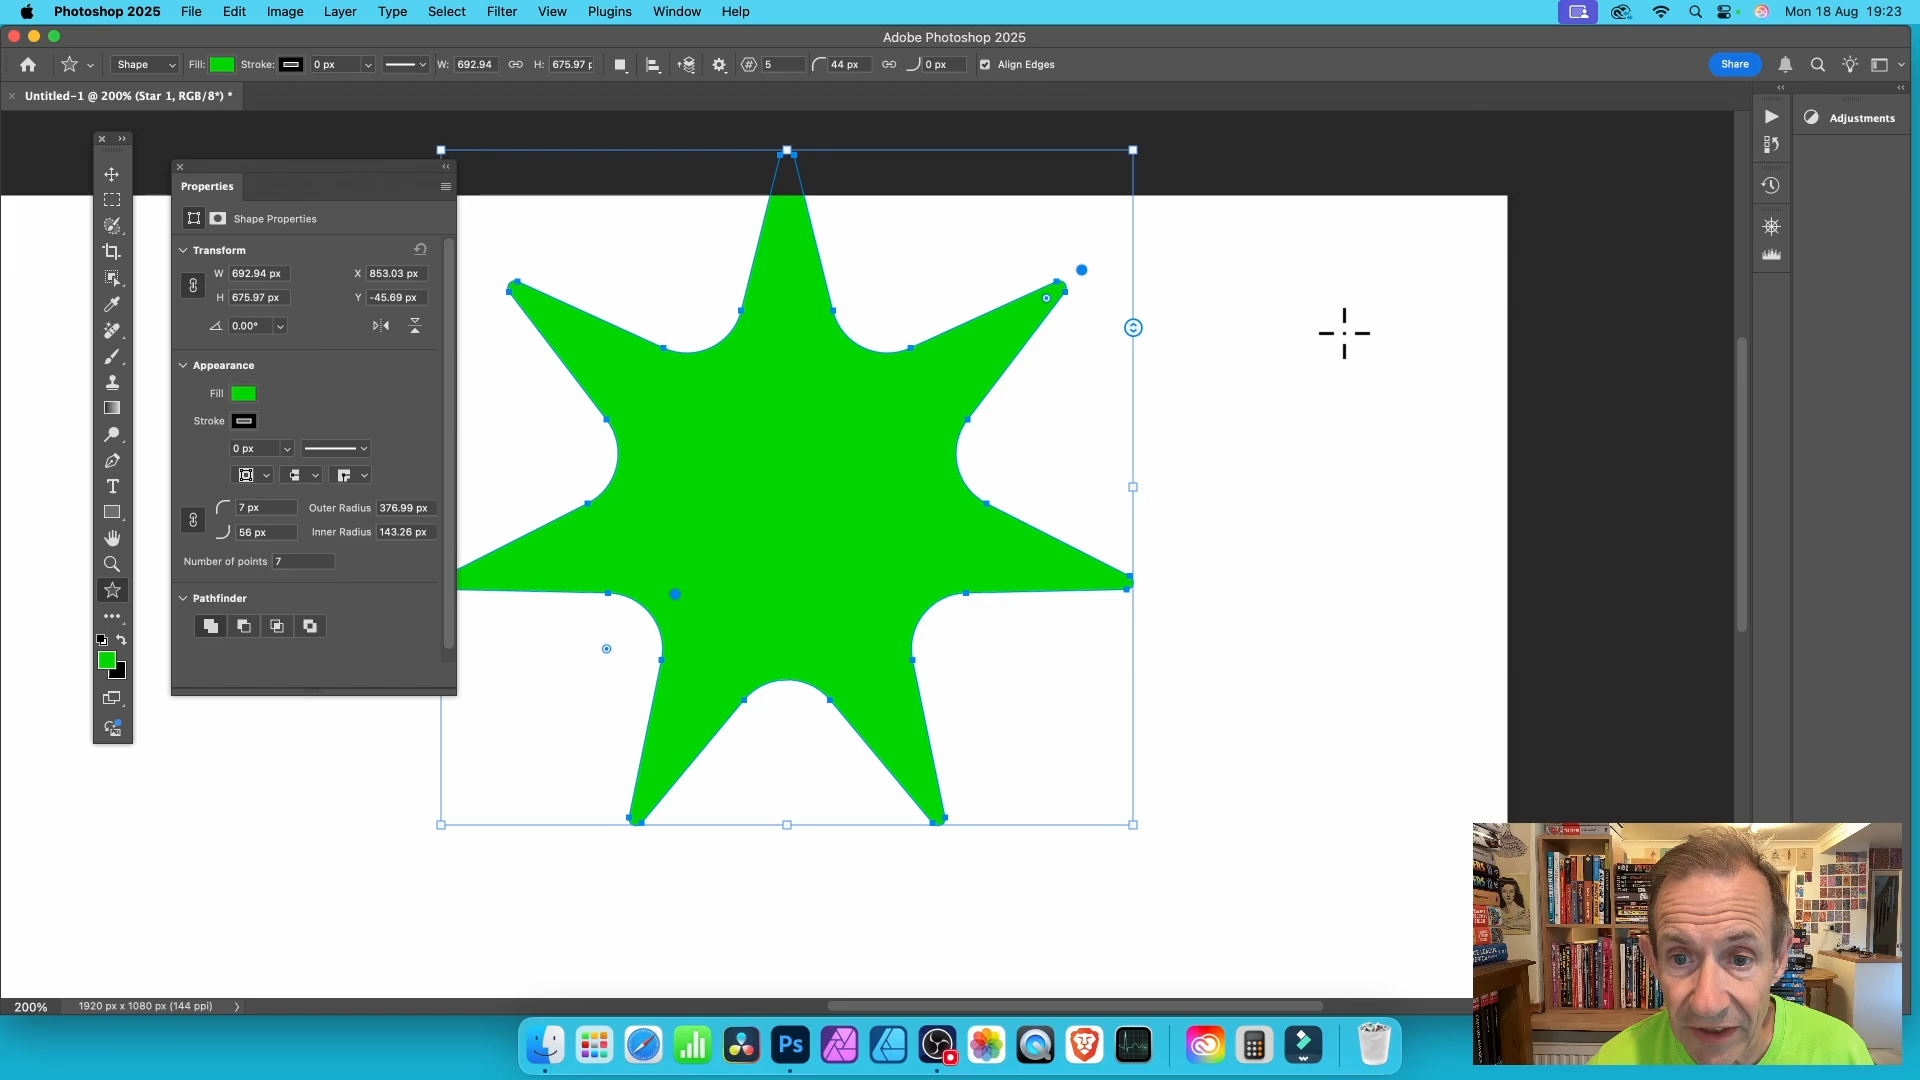 Photoshop 2025 File Edit Image Layer Type Select Filter View Plugins Window Help Mon 18 Aug 19:23
Adobe Photoshop 2025
Shape Fill: Stroke: 0 px W: 692.94 H: 675.97 p 5 44 px 0 px Align Edges Share
Untitled-1 @ 200% (Star 1, RGB/8*) *
Adjustments
Properties
Shape Properties
Transform
W 692.94 px X 853.03 px
H 675.97 px Y -45.69 px
0.00°
Appearance
Fill
Stroke
0 px
7 px Outer Radius 376.99 px
56 px Inner Radius 143.26 px
Number of points 7
Pathfinder
200% 1920 px x 1080 px (144 ppi)
Ps